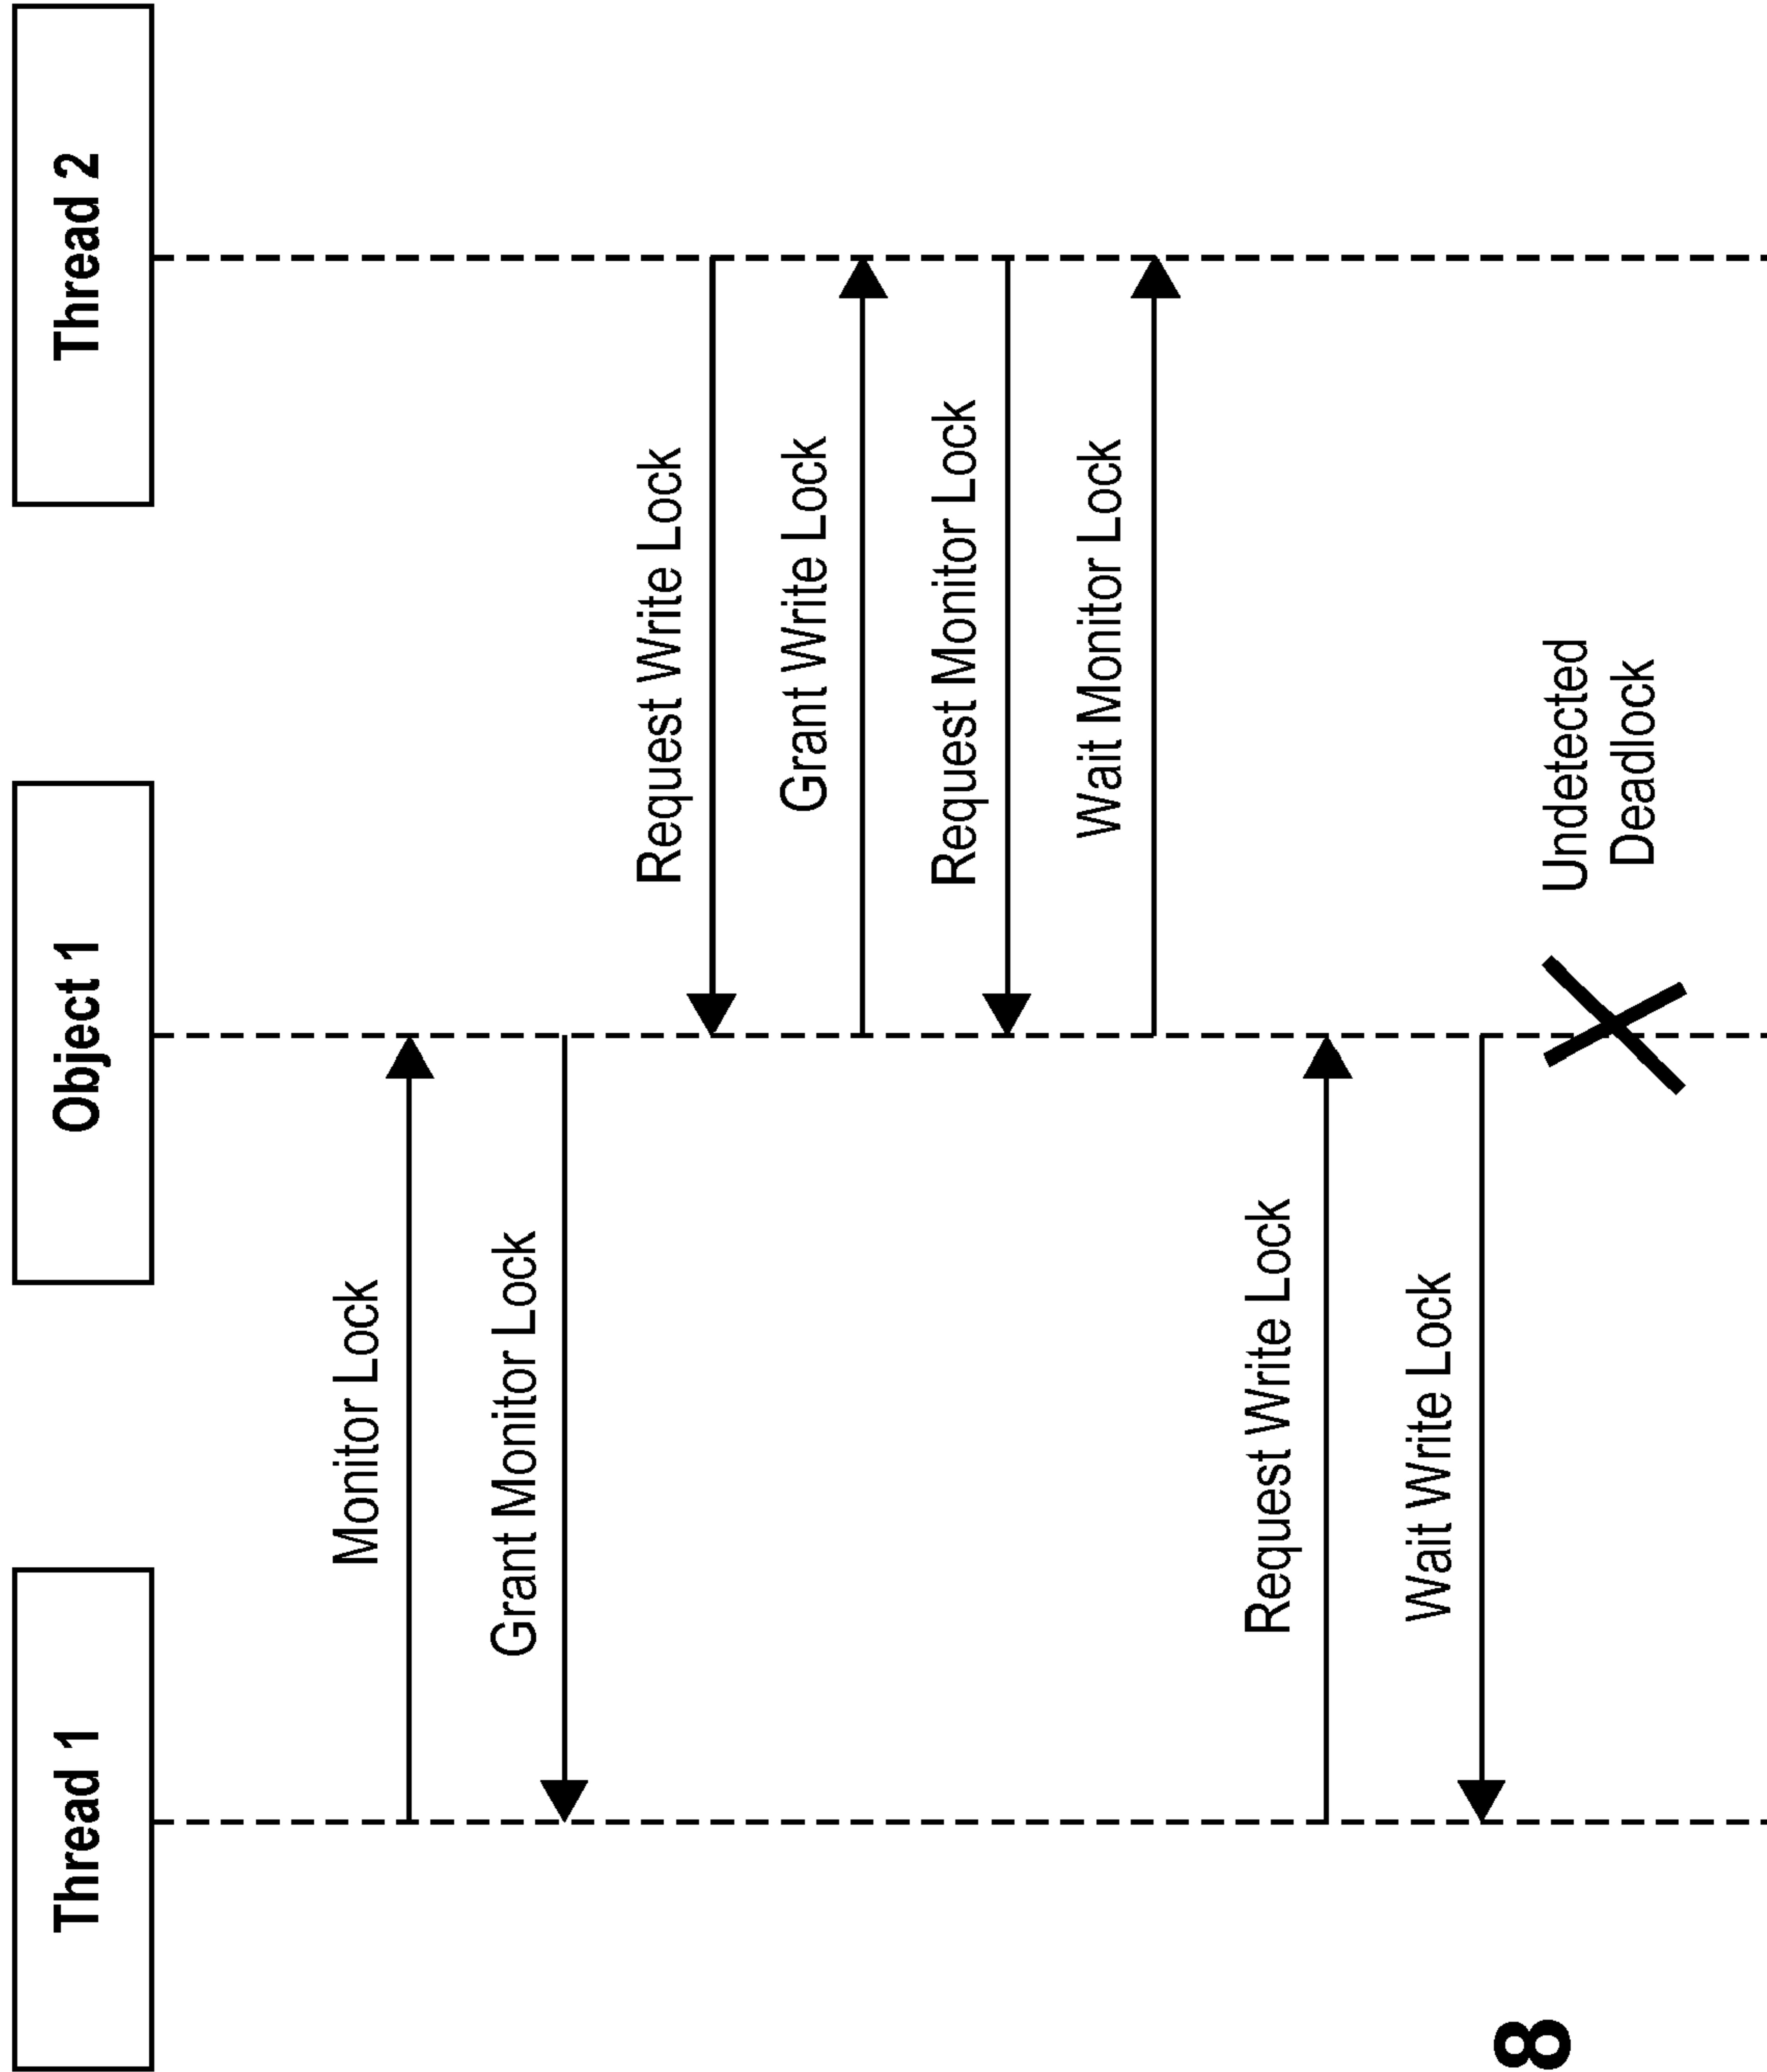 Thread 1
Object 1
Thread 2
Monitor Lock
Grant Monitor Lock
Request Write Lock
Grant Write Lock
Request Monitor Lock
Wait Monitor Lock
Request Write Lock
Wait Write Lock
Undetected
Deadlock
8